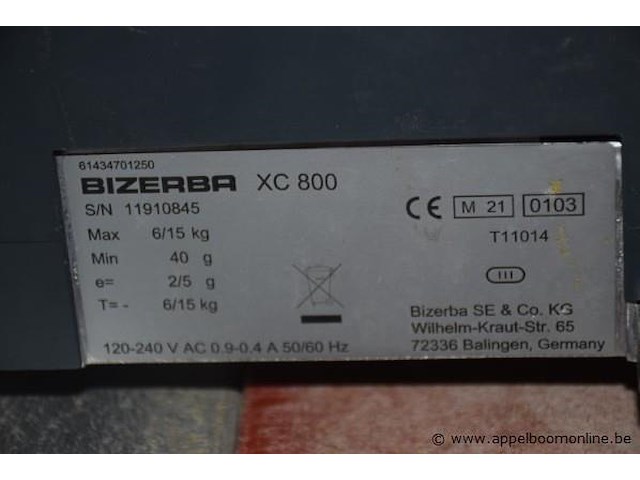 61434701250
BIZERBA XC 800
S/N 11910845
Max 6/15 kg
Min 40 g
e= 2/5 g
T= - 6/15 kg
120-240 V AC 0.9-0.4 A 50/60 Hz
CE M 21 0103
T11014
III
Bizerba SE & Co. KG
Wilhelm-Kraut-Str. 65
72336 Balingen, Germany
© www.appelboomonline.be